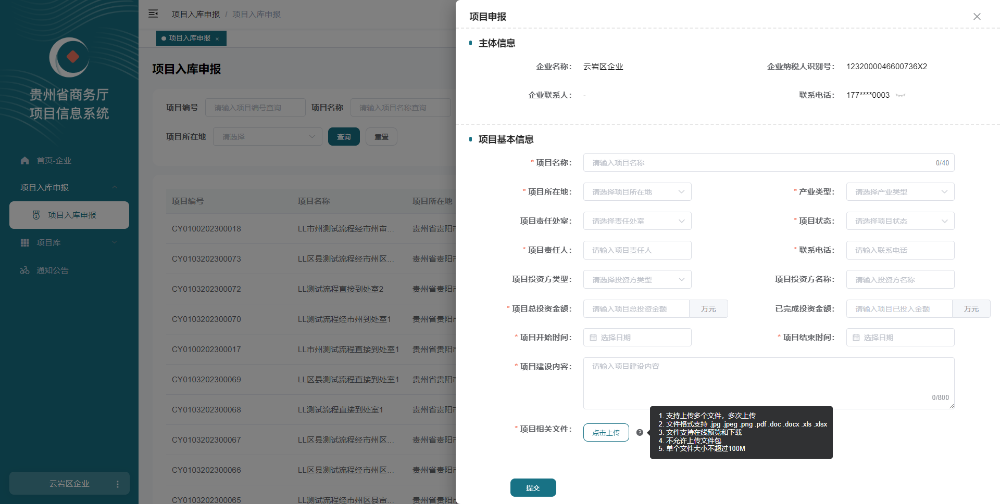 贵州省商务厅
项目信息系统
首页-企业
项目入库申报
项目入库申报
项目库
通知公告
云岩区企业
项目入库申报 / 项目入库申报
项目入库申报 ×
项目入库申报
项目编号 请输入项目编号查询 项目名称 请输入项目名称查询
项目所在地 请选择 查询 重置
项目编号 项目名称 项目所在地
CY0100202300018 LL市州测试流程经市州审... 贵州省贵阳市
CY0103202300073 LL区县测试流程经市州区... 贵州省贵阳市
CY0103202300072 LL测试流程直接到处室2 贵州省贵阳市
CY0103202300070 LL测试流程经市州到处室1 贵州省贵阳市
CY0100202300017 LL市州测试流程直接到处室1 贵州省贵阳市
CY0103202300069 LL区县测试流程直接到处室1 贵州省贵阳市
CY0103202300068 LL测试流程直接到处室1 贵州省贵阳市
CY0103202300067 LL区县测试流程经市州区... 贵州省贵阳市
CY0103202300066 LL区县测试流程经市州区... 贵州省贵阳市
CY0103202300065 LL测试流程经市州区县审... 贵州省贵阳市
项目申报
主体信息
企业名称： 云岩区企业 企业纳税人识别号： 1232000046600736X2
企业联系人： - 联系电话： 177****0003
项目基本信息
* 项目名称： 请输入项目名称 0/40
* 项目所在地： 请选择项目所在地 * 产业类型： 请选择产业类型
项目责任处室： 请选择责任处室 * 项目状态： 请选择项目状态
* 项目责任人： 请输入项目责任人 * 联系电话： 请输入联系电话
项目投资方类型： 请选择投资方类型 项目投资方名称： 请输入投资方名称
* 项目总投资金额： 请输入项目总投资金额 万元 已完成投资金额： 请输入项目已投入金额 万元
* 项目开始时间： 选择日期 * 项目结束时间： 选择日期
* 项目建设内容： 请输入项目建设内容
0/800
* 项目相关文件： 点击上传
1. 支持上传多个文件，多次上传
2. 文件格式支持 .jpg .jpeg .png .pdf .doc .docx .xls .xlsx
3. 文件支持在线预览和下载
4. 不允许上传文件包
5. 单个文件大小不超过100M
提交